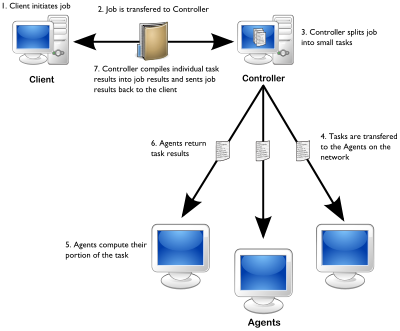 1. Client initiates job
2. Job is transfered to Controller
3. Controller splits job
into small tasks
Client
7. Controller compiles individual task
results into job results and sents job
results back to the client
Controller
4. Tasks are transfered
to the Agents on the
network
6. Agents return
task results
5. Agents compute their
portion of the task
Agents